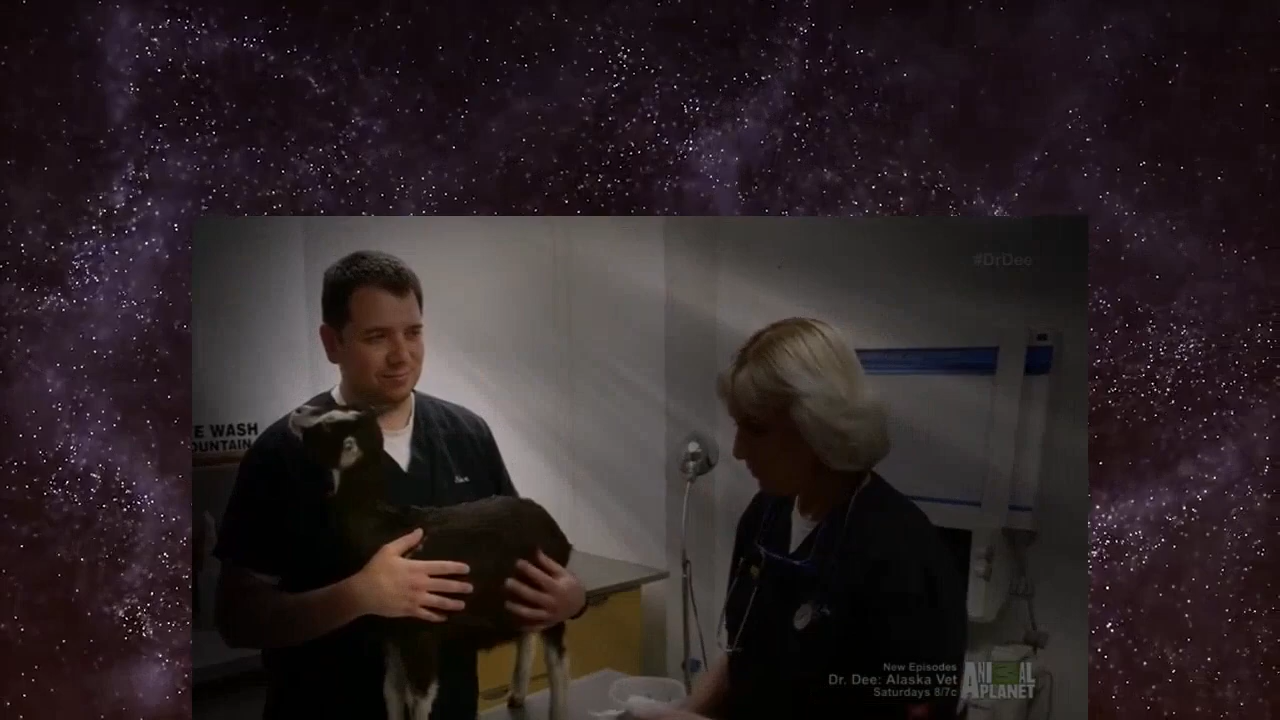 #DrDee
E WASH
OUNTAIN
New Episodes
Dr. Dee: Alaska Vet
Saturdays 8/7c
ANIMAL
PLANET